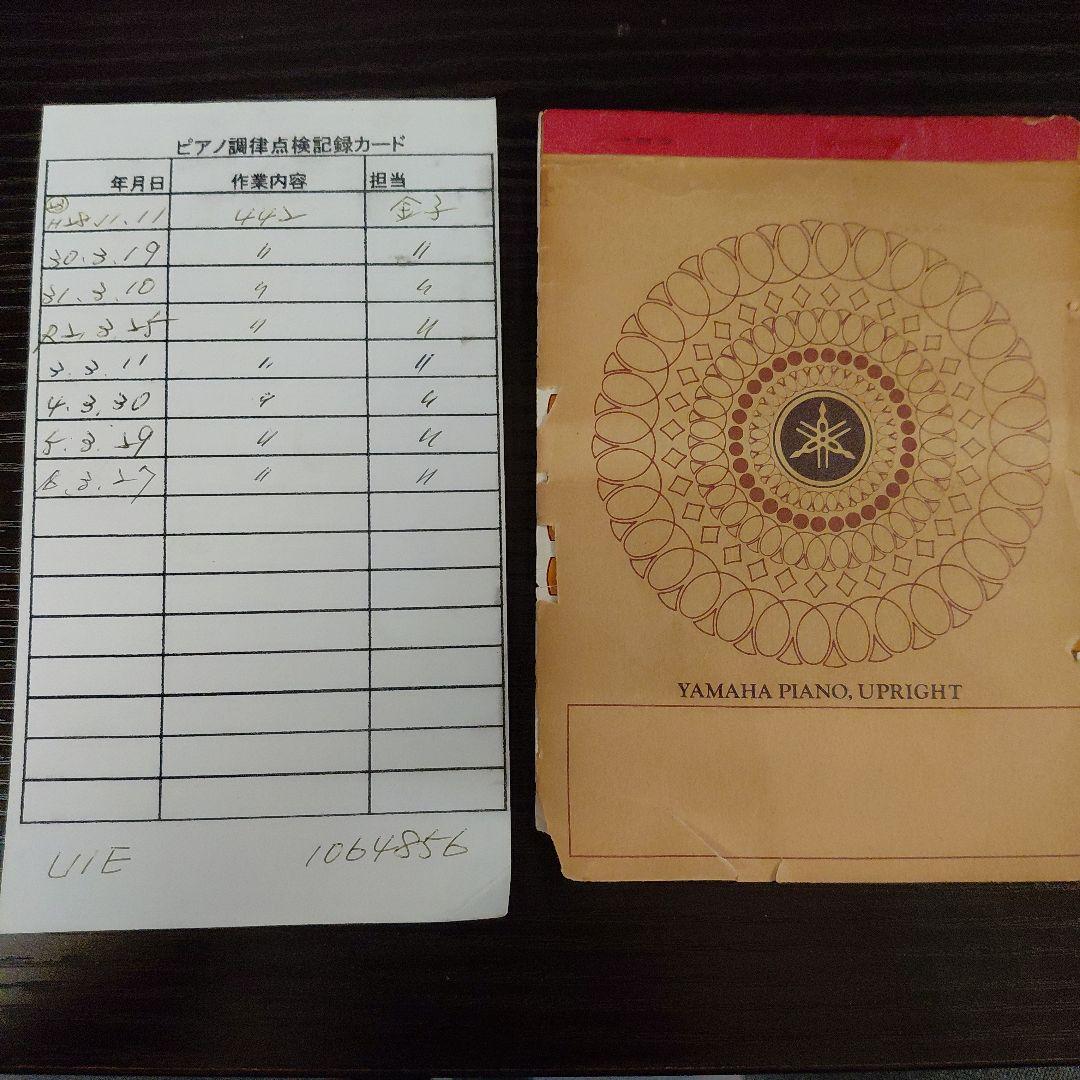 ピアノ調律点検記録カード
年月日 作業内容 担当
H28.11.11 442 金子
30.3.19 〃 〃
31.3.10 〃 〃
R2.3.25 〃 〃
3.3.11 〃 〃
4.3.30 〃 〃
5.3.29 〃 〃
6.3.27 〃 〃
U1E 1064856
YAMAHA PIANO, UPRIGHT